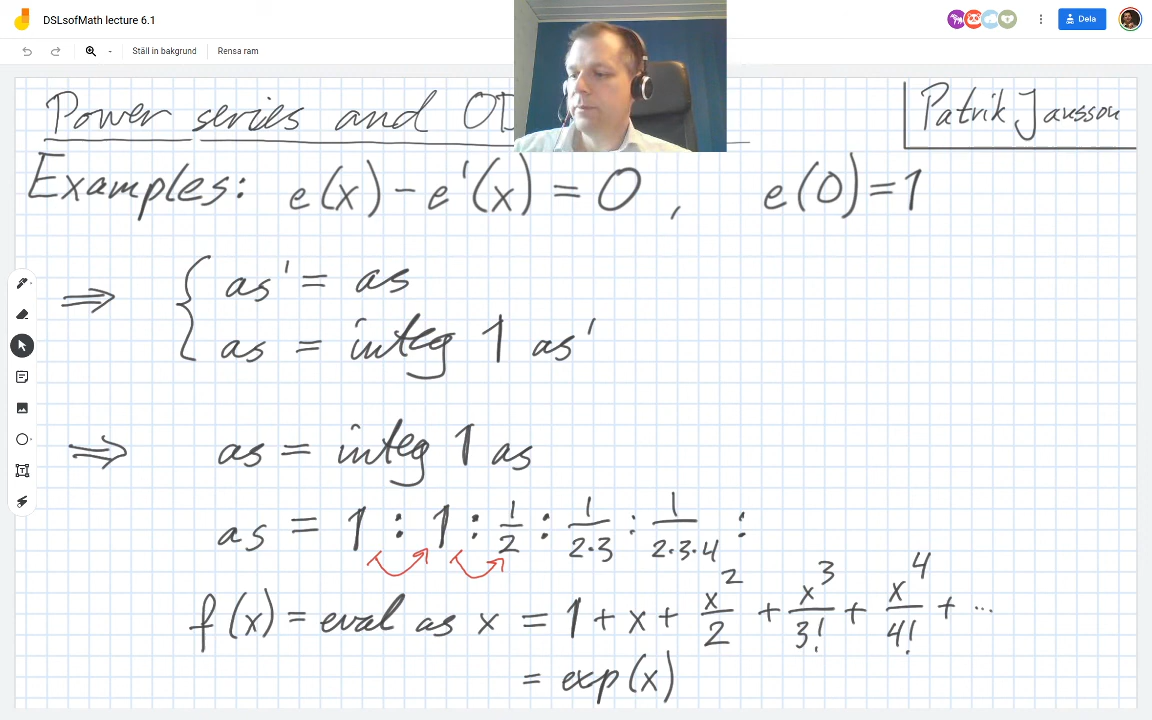 DSLsofMath lecture 6.1
Dela
Ställ in bakgrund Rensa ram
Power series and
Patrik Jansson
Examples: e(x) - e'(x) = 0 , e(0) = 1
⇒ { as' = as
as = integ 1 as'
⇒ as = integ 1 as
as = 1 : 1 : 1/2 : 1/(2·3) : 1/(2·3·4) :
f(x) = eval as x = 1 + x + x²/2 + x³/3! + x⁴/4! + ...
= exp(x)